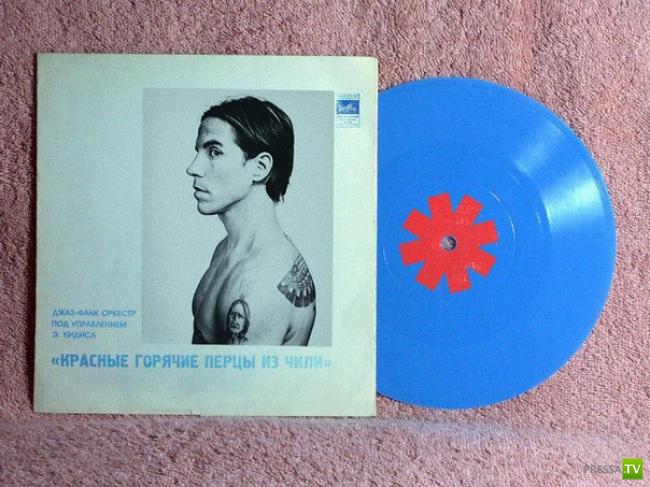 ДЖАЗ-ФАНК ОРКЕСТР
ПОД УПРАВЛЕНИЕМ
Э. КИДИСА
«КРАСНЫЕ ГОРЯЧИЕ ПЕРЦЫ ИЗ ЧИЛИ»
PRESSA.TV